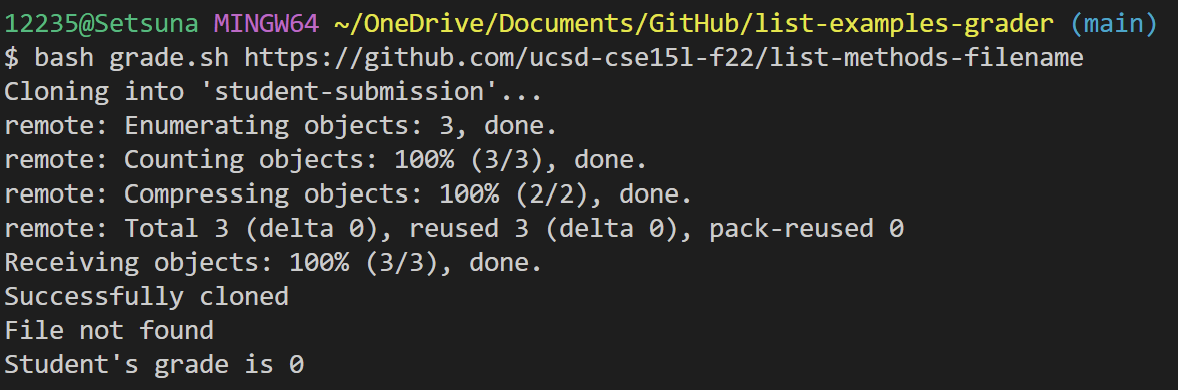 12235@Setsuna MINGW64 ~/OneDrive/Documents/GitHub/list-examples-grader (main)
$ bash grade.sh https://github.com/ucsd-cse15l-f22/list-methods-filename
Cloning into 'student-submission'...
remote: Enumerating objects: 3, done.
remote: Counting objects: 100% (3/3), done.
remote: Compressing objects: 100% (2/2), done.
remote: Total 3 (delta 0), reused 3 (delta 0), pack-reused 0
Receiving objects: 100% (3/3), done.
Successfully cloned
File not found
Student's grade is 0